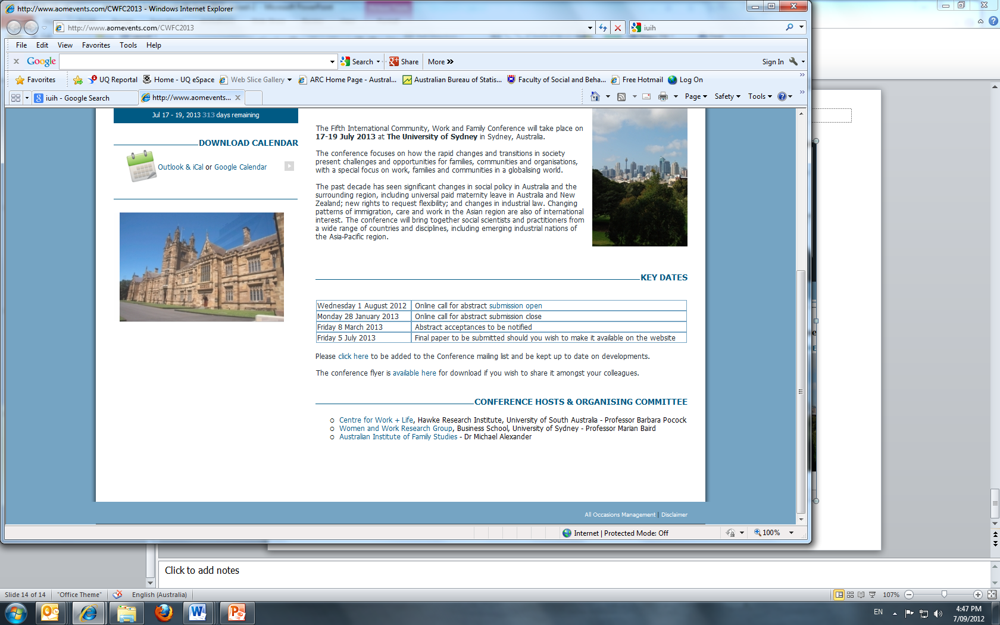 http://www.aomevents.com/CWFC2013 - Windows Internet Explorer
http://www.aomevents.com/CWFC2013
iuih
File Edit View Favorites Tools Help
x Google Search Share More Sign In
Favorites UQ Reportal Home - UQ eSpace Web Slice Gallery ARC Home Page - Austral... Australian Bureau of Statis... Faculty of Social and Beha... Free Hotmail Log On
iuih - Google Search http://www.aomevents... Page Safety Tools
Jul 17 - 19, 2013 313 days remaining
DOWNLOAD CALENDAR
Outlook & iCal or Google Calendar
The Fifth International Community, Work and Family Conference will take place on
17-19 July 2013 at The University of Sydney in Sydney, Australia.
The conference focuses on how the rapid changes and transitions in society
present challenges and opportunities for families, communities and organisations,
with a special focus on work, families and communities in a globalising world.
The past decade has seen significant changes in social policy in Australia and the
surrounding region, including universal paid maternity leave in Australia and New
Zealand; new rights to request flexibility; and changes in industrial law. Changing
patterns of immigration, care and work in the Asian region are also of international
interest. The conference will bring together social scientists and practitioners from
a wide range of countries and disciplines, including emerging industrial nations of
the Asia-Pacific region.
KEY DATES
Wednesday 1 August 2012 Online call for abstract submission open
Monday 28 January 2013 Online call for abstract submission close
Friday 8 March 2013 Abstract acceptances to be notified
Friday 5 July 2013 Final paper to be submitted should you wish to make it available on the website
Please click here to be added to the Conference mailing list and be kept up to date on developments.
The conference flyer is available here for download if you wish to share it amongst your colleagues.
CONFERENCE HOSTS & ORGANISING COMMITTEE
Centre for Work + Life, Hawke Research Institute, University of South Australia - Professor Barbara Pocock
Women and Work Research Group, Business School, University of Sydney - Professor Marian Baird
Australian Institute of Family Studies - Dr Michael Alexander
All Occasions Management | Disclaimer
Internet | Protected Mode: Off 100%
Click to add notes
Slide 14 of 14 "Office Theme" English (Australia) 107%
EN 4:47 PM
7/09/2012